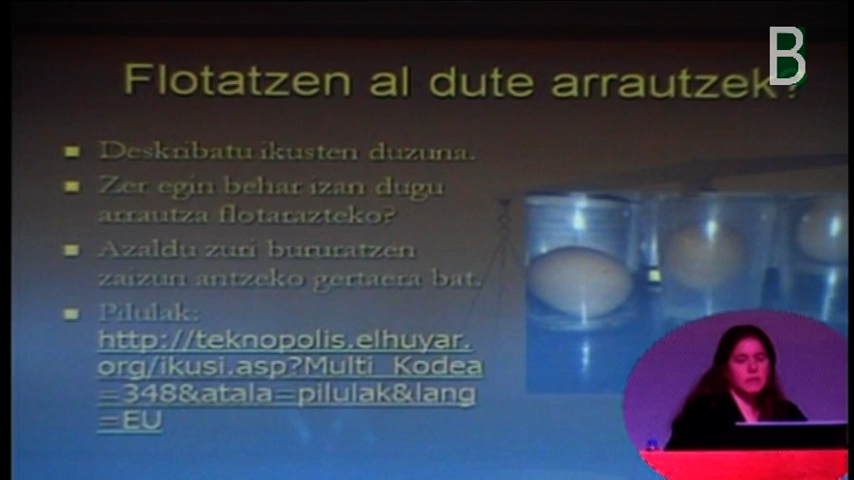 B
Flotatzen al dute arrautzek?
Deskribatu ikusten duzuna.
Zer egin behar izan dugu
arrautza flotarazteko?
Azaldu zuri bururatzen
zaizun antzeko gertaera bat.
Pilulak:
http://teknopolis.elhuyar.
org/ikusi.asp?Multi_Kodea
=348&atala=pilulak&lang
=EU